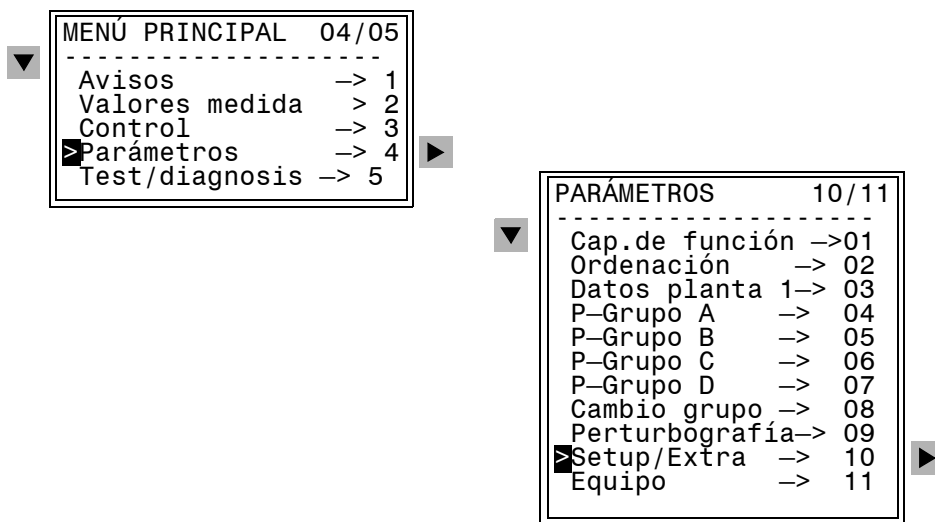 MENÚ PRINCIPAL 04/05
---------------------
Avisos —> 1
Valores medida > 2
Control —> 3
>Parámetros —> 4
Test/diagnosis —> 5
PARÁMETROS 10/11
---------------------
Cap.de función —>01
Ordenación —> 02
Datos planta 1—> 03
P—Grupo A —> 04
P—Grupo B —> 05
P—Grupo C —> 06
P—Grupo D —> 07
Cambio grupo —> 08
Perturbografía—> 09
>Setup/Extra —> 10
Equipo —> 11